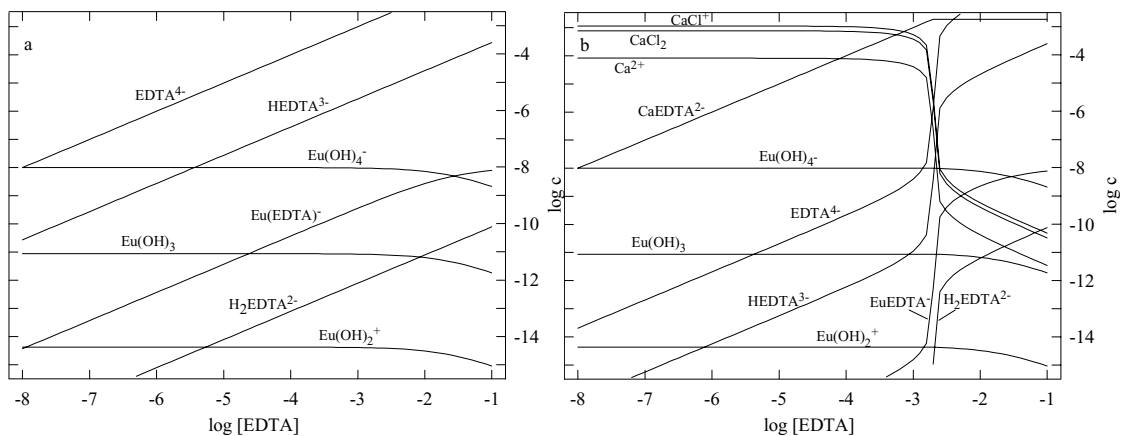 a
EDTA⁴⁻
HEDTA³⁻
Eu(OH)₄⁻
Eu(EDTA)⁻
Eu(OH)₃
H₂EDTA²⁻
Eu(OH)₂⁺
-4
-6
-8
-10
-12
-14
log c
-8 -7 -6 -5 -4 -3 -2 -1
log [EDTA]
b
CaCl⁺
CaCl₂
Ca²⁺
CaEDTA²⁻
Eu(OH)₄-
EDTA⁴⁻
Eu(OH)₃
HEDTA³⁻
EuEDTA⁻
H₂EDTA²⁻
Eu(OH)₂⁺
-4
-6
-8
-10
-12
-14
log c
-8 -7 -6 -5 -4 -3 -2 -1
log [EDTA]